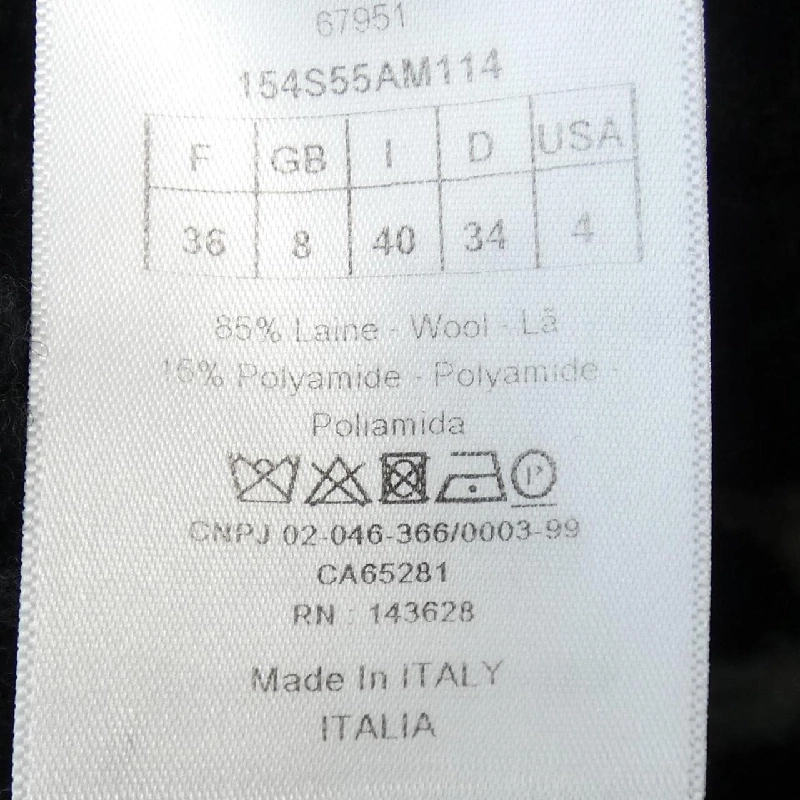 67951
154S55AM114
F GB I D USA
36 8 40 34 4
85% Laine - Wool - Lã
15% Polyamide - Polyamide -
Poliamida
P
CNPJ 02-046-366/0003-99
CA65281
RN : 143628
Made In ITALY
ITALIA